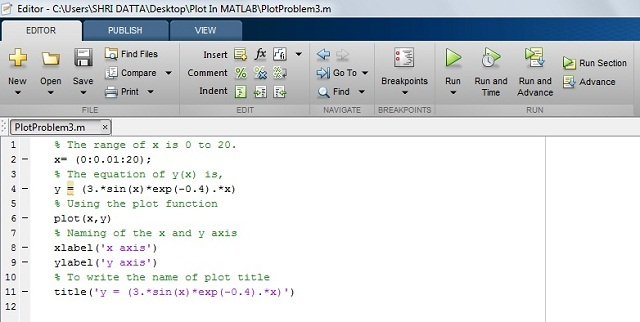 Editor - C:\Users\SHRI DATTA\Desktop\Plot In MATLAB\PlotProblem3.m
EDITOR PUBLISH VIEW
New Open Save
Find Files
Compare
Print
FILE
Insert fx
Comment
Indent
EDIT
Go To
Find
NAVIGATE
Breakpoints
BREAKPOINTS
Run Run and Time Run and Advance
Run Section
Advance
RUN
PlotProblem3.m ×
1 % The range of x is 0 to 20.
2 – x= (0:0.01:20);
3 % The equation of y(x) is,
4 – y = (3.*sin(x)*exp(-0.4).*x)
5 % Using the plot function
6 – plot(x,y)
7 % Naming of the x and y axis
8 – xlabel('x axis')
9 – ylabel('y axis')
10 % To write the name of plot title
11 – title('y = (3.*sin(x)*exp(-0.4).*x)')
12